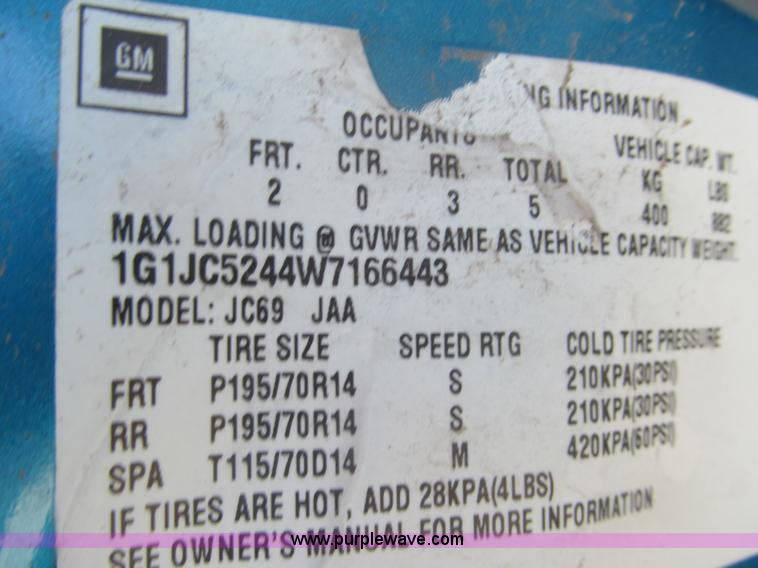 GM
NG INFORMATION
OCCUPANTS VEHICLE CAP. WT.
FRT. CTR. RR. TOTAL KG LBS
2 0 3 5 400 882
MAX. LOADING @ GVWR SAME AS VEHICLE CAPACITY WEIGHT.
1G1JC5244W7166443
MODEL: JC69 JAA
TIRE SIZE SPEED RTG COLD TIRE PRESSURE
FRT P195/70R14 S 210KPA(30PSI)
RR P195/70R14 S 210KPA(30PSI)
SPA T115/70D14 M 420KPA(60PSI)
IF TIRES ARE HOT, ADD 28KPA(4LBS)
SEE OWNER'S MANUAL FOR MORE INFORMATION
www.purplewave.com